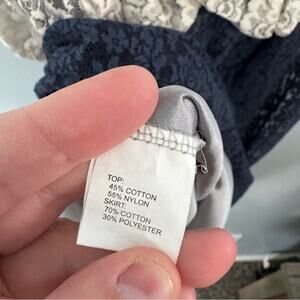 TOP:
45% COTTON
55% NYLON
SKIRT:
70% COTTON
30% POLYESTER